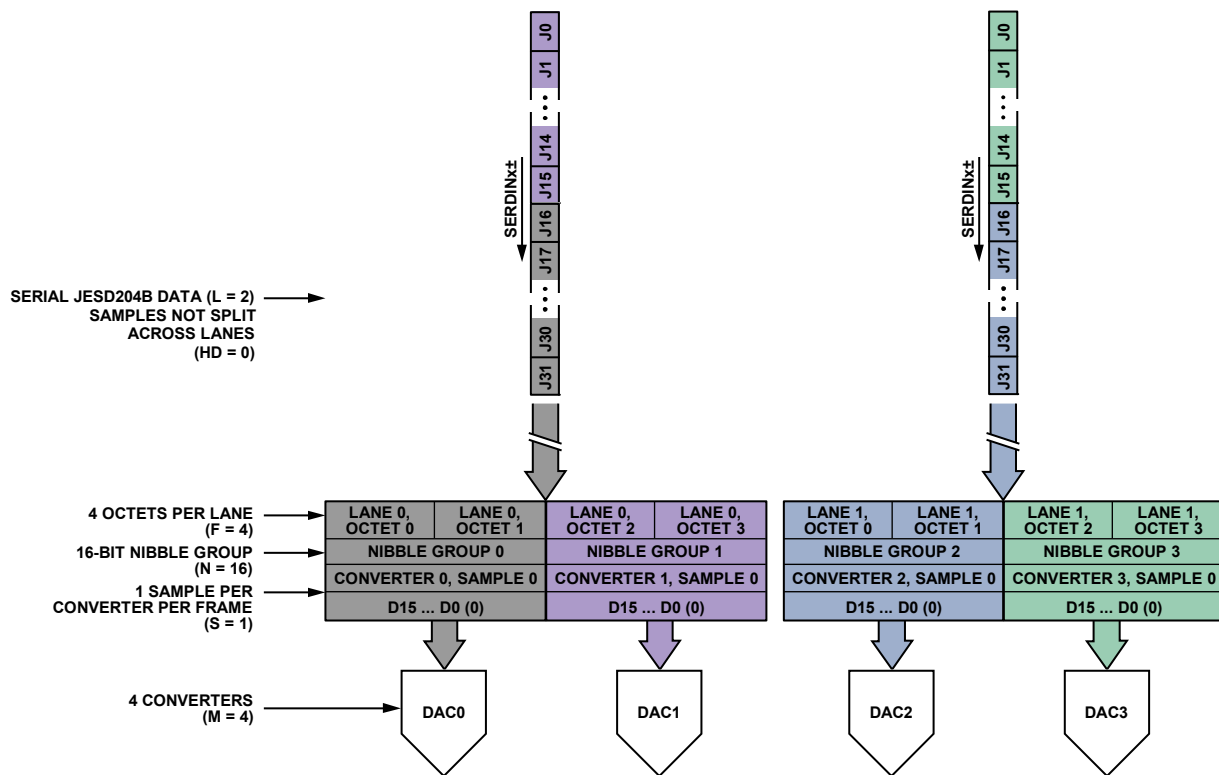 J0
J1
J14
J15
J16
J17
J30
J31
SERDINx±
J0
J1
J14
J15
J16
J17
J30
J31
SERDINx±
SERIAL JESD204B DATA (L = 2)
SAMPLES NOT SPLIT
ACROSS LANES
(HD = 0)
4 OCTETS PER LANE
(F = 4)
LANE 0,
OCTET 0
LANE 0,
OCTET 1
LANE 0,
OCTET 2
LANE 0,
OCTET 3
LANE 1,
OCTET 0
LANE 1,
OCTET 1
LANE 1,
OCTET 2
LANE 1,
OCTET 3
16-BIT NIBBLE GROUP
(N = 16)
NIBBLE GROUP 0
NIBBLE GROUP 1
NIBBLE GROUP 2
NIBBLE GROUP 3
1 SAMPLE PER
CONVERTER PER FRAME
(S = 1)
CONVERTER 0, SAMPLE 0
CONVERTER 1, SAMPLE 0
CONVERTER 2, SAMPLE 0
CONVERTER 3, SAMPLE 0
D15 ... D0 (0)
D15 ... D0 (0)
D15 ... D0 (0)
D15 ... D0 (0)
4 CONVERTERS
(M = 4)
DAC0
DAC1
DAC2
DAC3